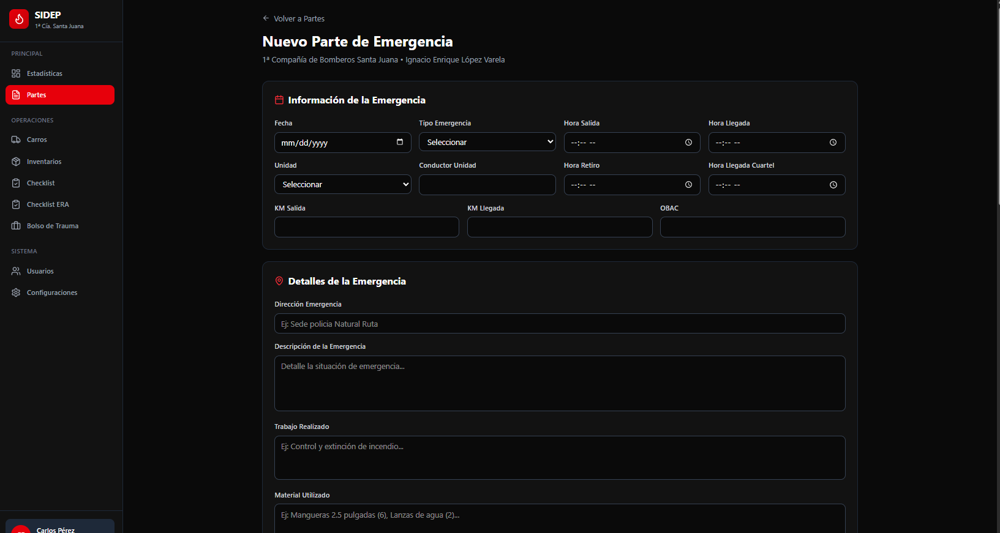 SIDEP
1ª Cía. Santa Juana
PRINCIPAL
Estadísticas
Partes
OPERACIONES
Carros
Inventarios
Checklist
Checklist ERA
Bolso de Trauma
SISTEMA
Usuarios
Configuraciones
Carlos Pérez
Volver a Partes
Nuevo Parte de Emergencia
1ª Compañía de Bomberos Santa Juana • Ignacio Enrique López Varela
Información de la Emergencia
Fecha
Tipo Emergencia
Hora Salida
Hora Llegada
mm/dd/yyyy
Seleccionar
--:-- --
--:-- --
Unidad
Conductor Unidad
Hora Retiro
Hora Llegada Cuartel
Seleccionar
--:-- --
--:-- --
KM Salida
KM Llegada
OBAC
Detalles de la Emergencia
Dirección Emergencia
Ej: Sede policia Natural Ruta
Descripción de la Emergencia
Detalle la situación de emergencia...
Trabajo Realizado
Ej: Control y extinción de incendio...
Material Utilizado
Ej: Mangueras 2.5 pulgadas (6), Lanzas de agua (2)...